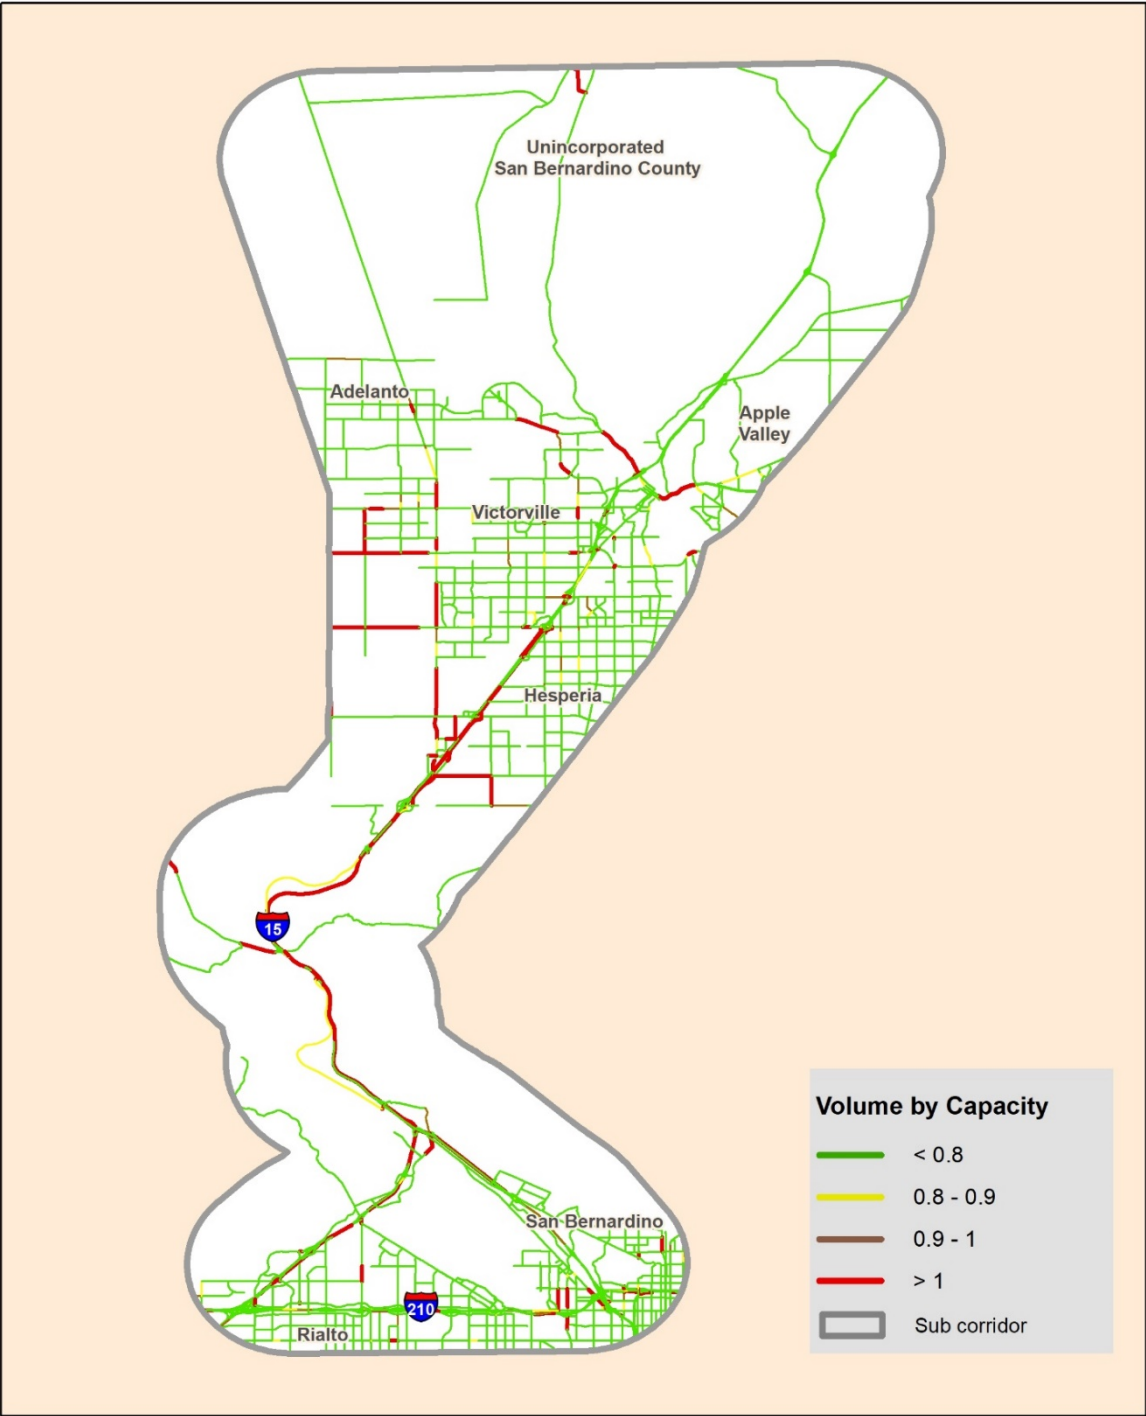 Unincorporated
San Bernardino County
Adelanto
Apple
Valley
Victorville
Hesperia
15
San Bernardino
210
Rialto
Volume by Capacity
< 0.8
0.8 - 0.9
0.9 - 1
> 1
Sub corridor